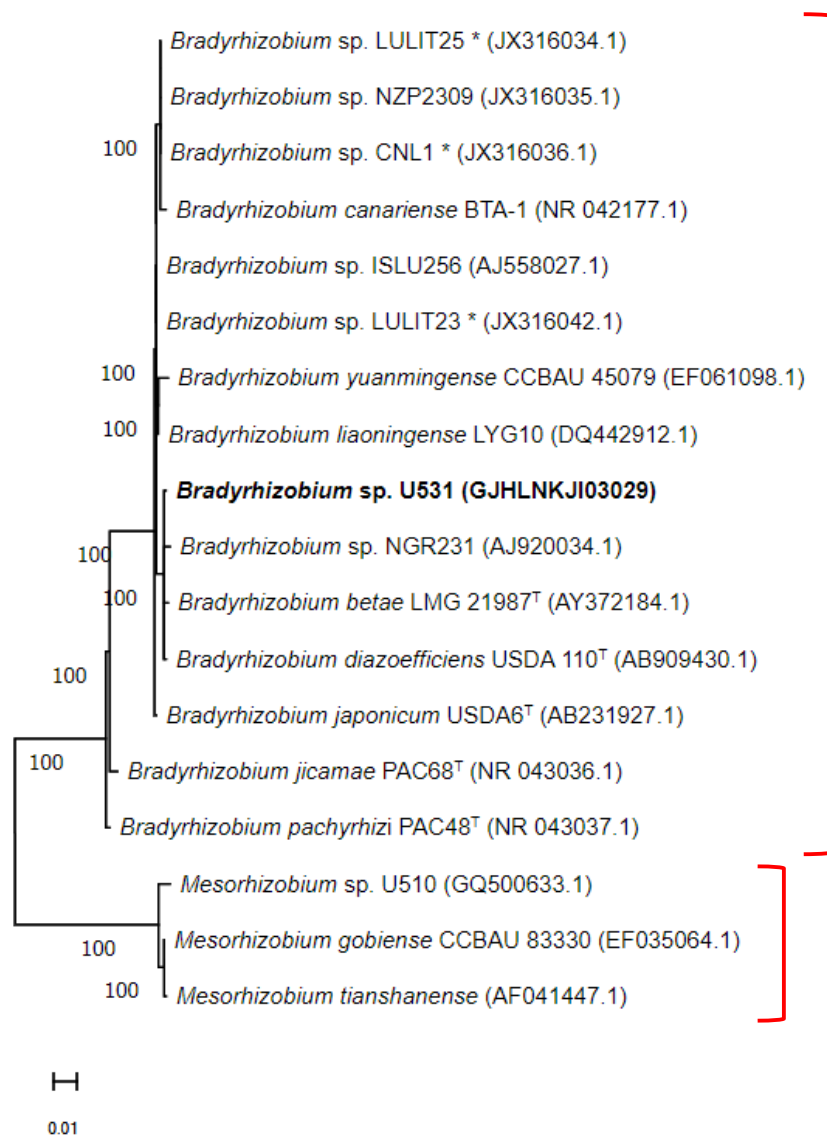 Bradyrhizobium sp. LULIT25 * (JX316034.1)
Bradyrhizobium sp. NZP2309 (JX316035.1)
100
Bradyrhizobium sp. CNL1 * (JX316036.1)
Bradyrhizobium canariense BTA-1 (NR 042177.1)
Bradyrhizobium sp. ISLU256 (AJ558027.1)
Bradyrhizobium sp. LULIT23 * (JX316042.1)
100
Bradyrhizobium yuanmingense CCBAU 45079 (EF061098.1)
100
Bradyrhizobium liaoningense LYG10 (DQ442912.1)
Bradyrhizobium sp. U531 (GJHLNKJI03029)
100
Bradyrhizobium sp. NGR231 (AJ920034.1)
100
Bradyrhizobium betae LMG 21987ᵀ (AY372184.1)
100
Bradyrhizobium diazoefficiens USDA 110ᵀ (AB909430.1)
Bradyrhizobium japonicum USDA6ᵀ (AB231927.1)
100
Bradyrhizobium jicamae PAC68ᵀ (NR 043036.1)
Bradyrhizobium pachyrhizi PAC48ᵀ (NR 043037.1)
Mesorhizobium sp. U510 (GQ500633.1)
100
Mesorhizobium gobiense CCBAU 83330 (EF035064.1)
100
Mesorhizobium tianshanense (AF041447.1)
0.01